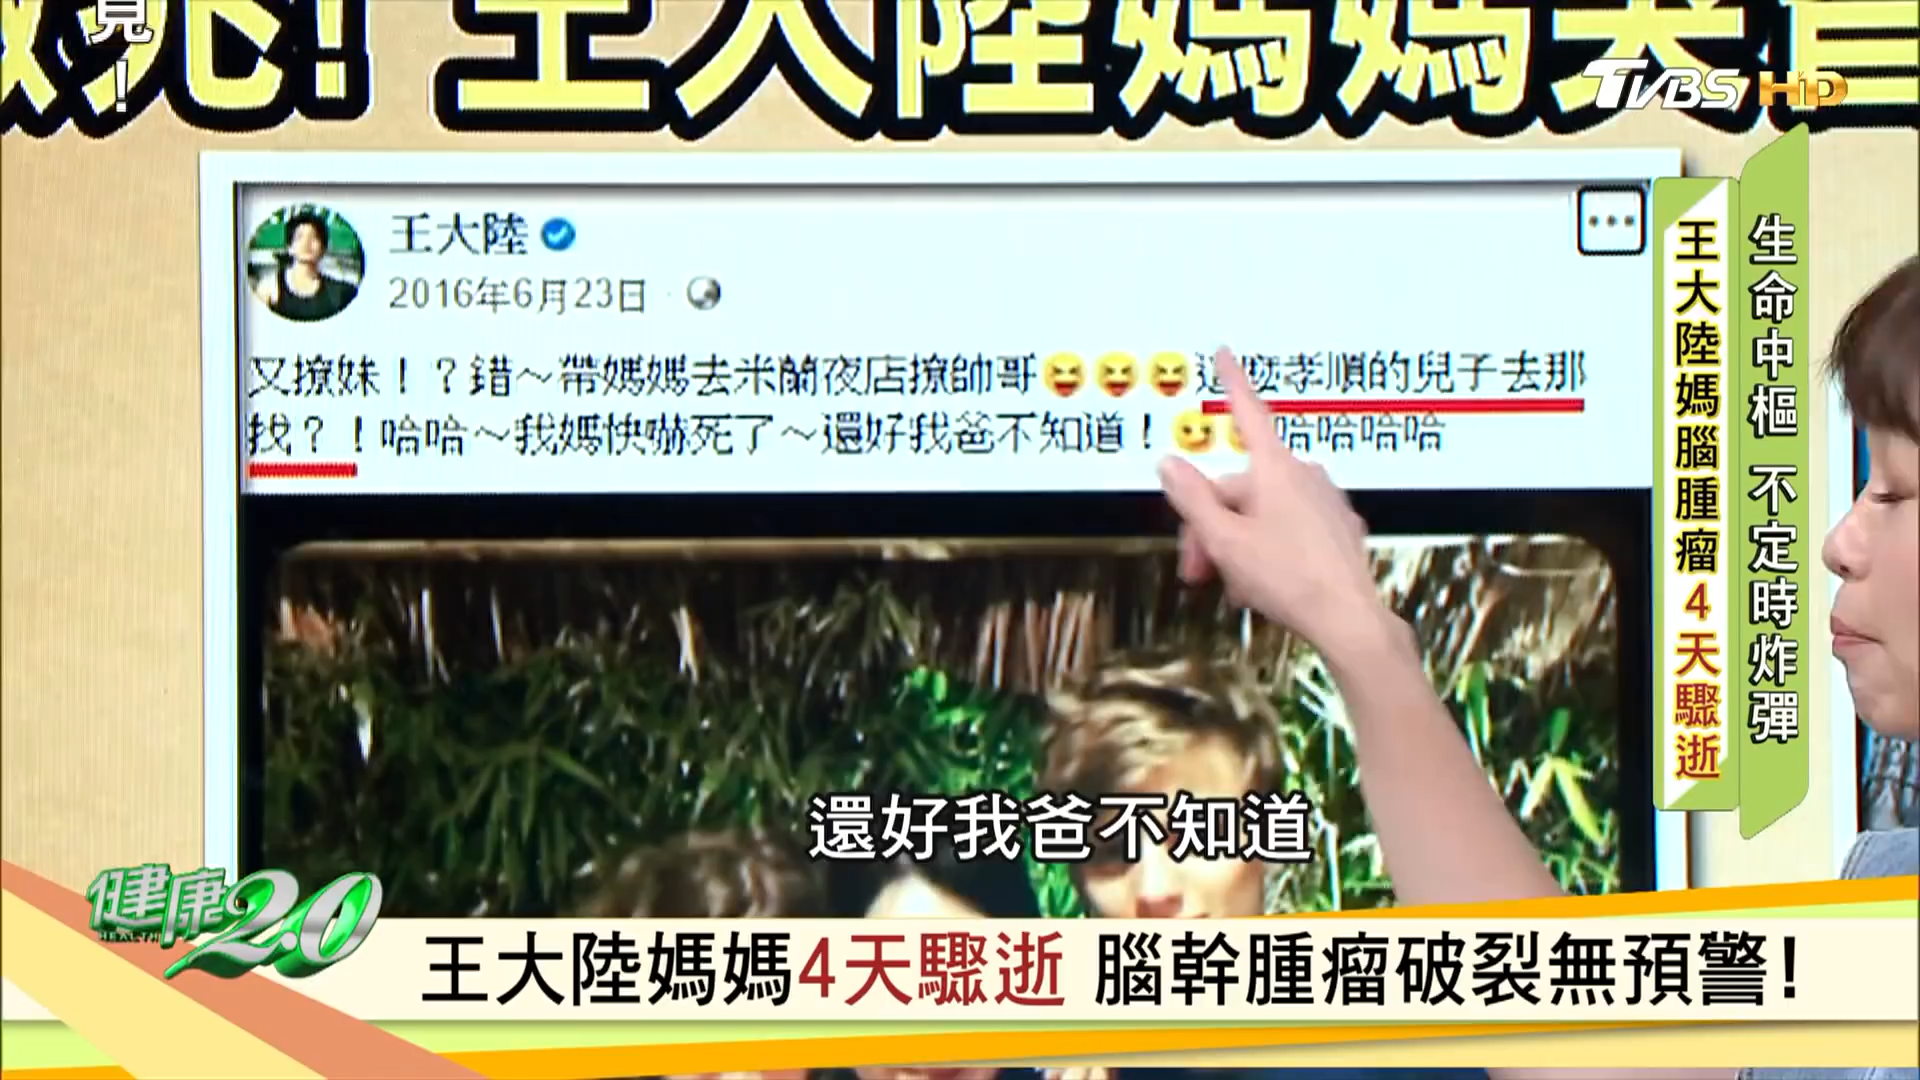 見！
死！王大陸媽媽
TVBS HD
王大陸
2016年6月23日
又撩妹！？錯～帶媽媽去米蘭夜店撩帥哥😆😆😆這麼孝順的兒子去那
找？！哈哈～我媽快嚇死了～還好我爸不知道！😉哈哈哈哈
生命中樞 不定時炸彈
王大陸媽腦腫瘤4天驟逝
還好我爸不知道
健康2.0
HEALTH
王大陸媽媽4天驟逝 腦幹腫瘤破裂無預警！